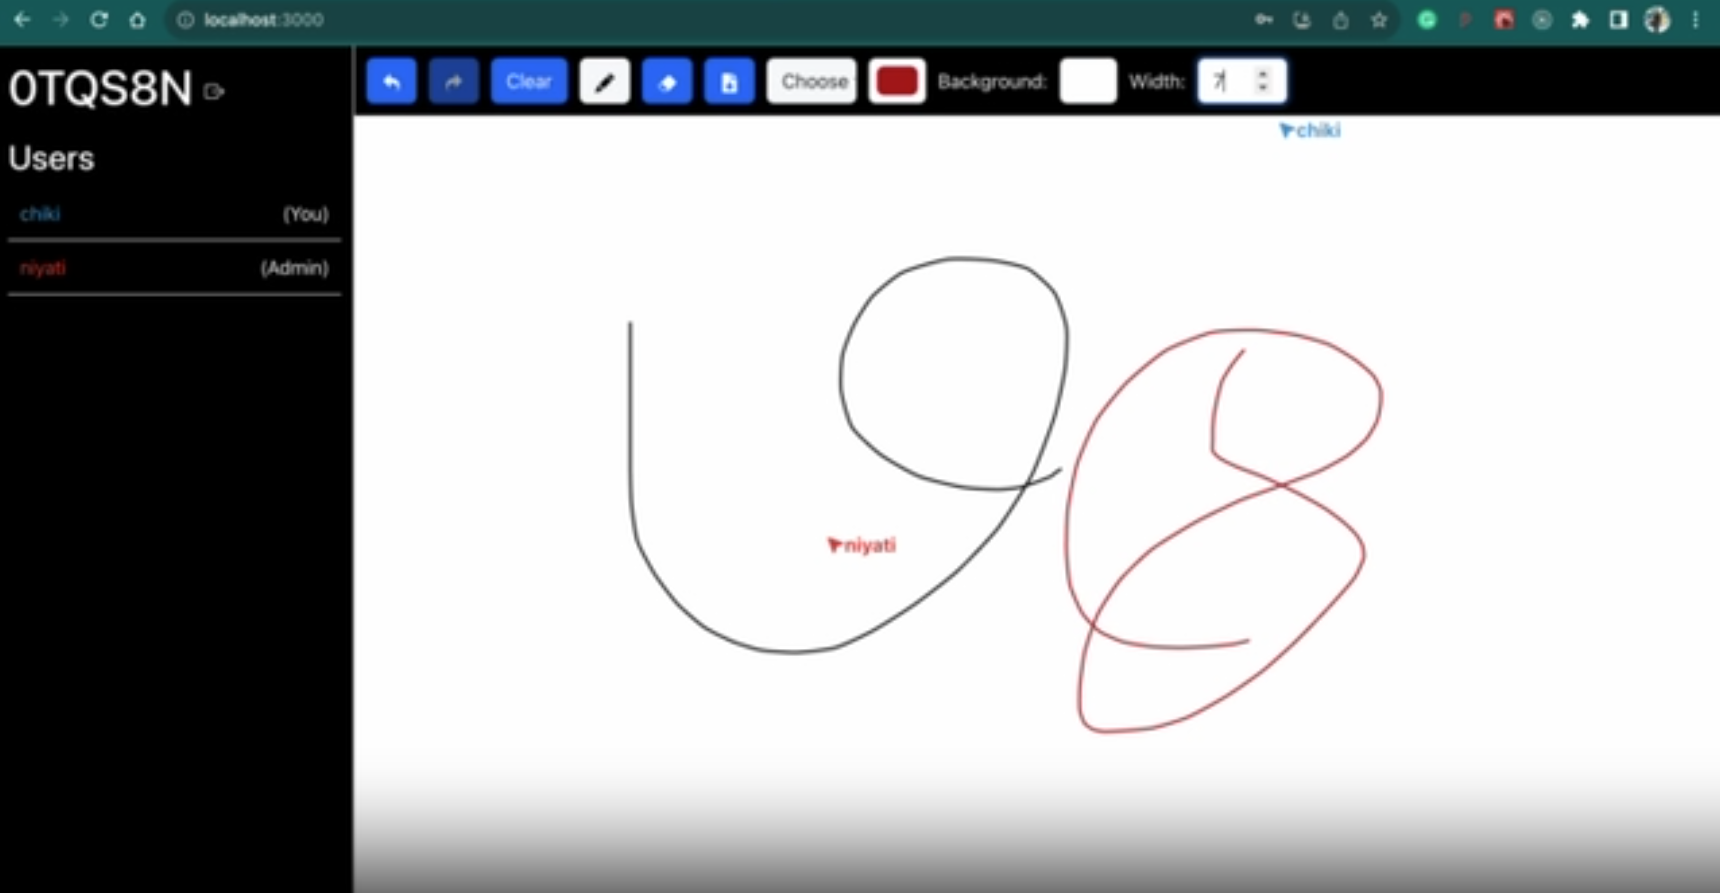 localhost:3000
0TQS8N
Clear
Choose
Background:
Width:
7
chiki
Users
chiki (You)
niyati (Admin)
niyati